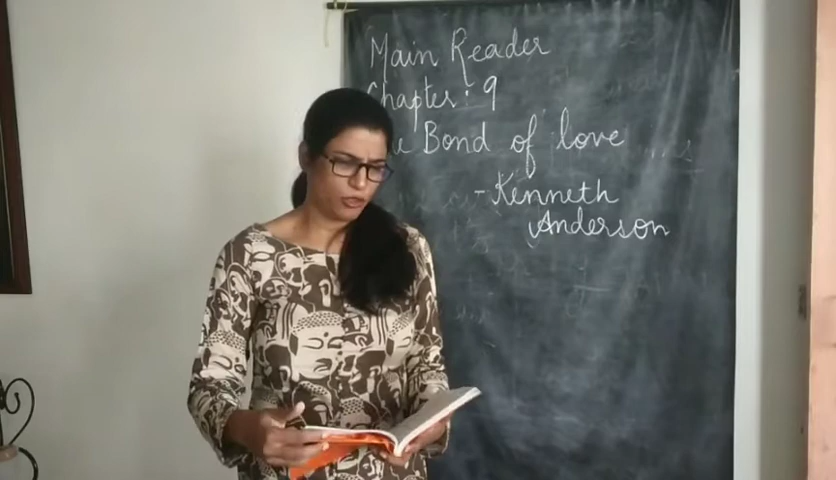 Main Reader
Chapter: 9
Bond of love
- Kenneth
Anderson